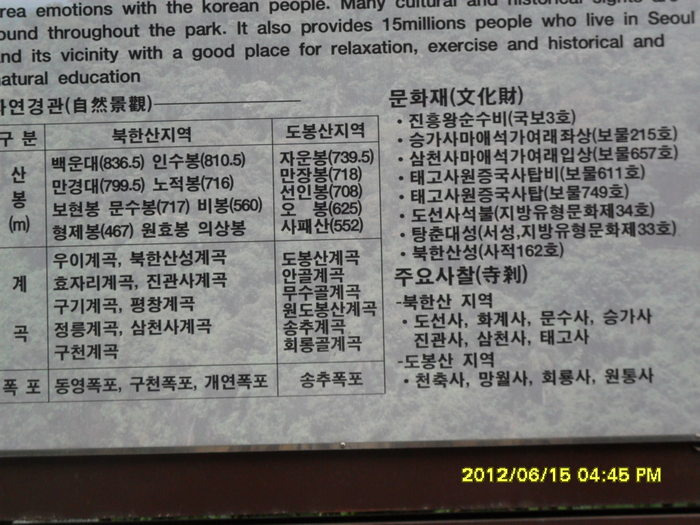 area emotions with the korean people. Many cultural and historical sights are
found throughout the park. It also provides 15millions people who live in Seoul
and its vicinity with a good place for relaxation, exercise and historical and
natural education
자연경관(自然景觀)
구 분 북한산지역 도봉산지역
산 봉 (m)
백운대(836.5) 인수봉(810.5)
만경대(799.5) 노적봉(716)
보현봉 문수봉(717) 비봉(560)
형제봉(467) 원효봉 의상봉
자운봉(739.5)
만장봉(718)
선인봉(708)
오 봉(625)
사패산(552)
계 곡
우이계곡, 북한산성계곡
효자리계곡, 진관사계곡
구기계곡, 평창계곡
정릉계곡, 삼천사계곡
구천계곡
도봉산계곡
안골계곡
무수골계곡
원도봉산계곡
송추계곡
회룡골계곡
폭 포 동영폭포, 구천폭포, 개연폭포 송추폭포
문화재(文化財)
· 진흥왕순수비(국보3호)
· 승가사마애석가여래좌상(보물215호)
· 삼천사마애석가여래입상(보물657호)
· 태고사원증국사탑비(보물611호)
· 태고사원증국사탑(보물749호)
· 도선사석불(지방유형문화제34호)
· 탕춘대성(서성,지방유형문화제33호)
· 북한산성(사적162호)
주요사찰(寺刹)
-북한산 지역
· 도선사, 화계사, 문수사, 승가사
진관사, 삼천사, 태고사
-도봉산 지역
· 천축사, 망월사, 회룡사, 원통사
2012/06/15 04:45 PM